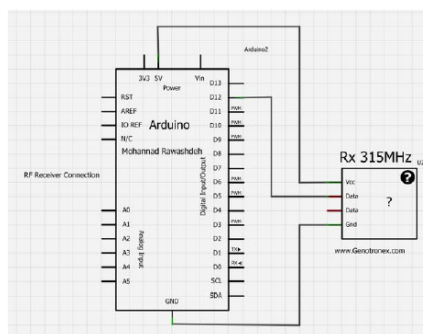 Arduino2
3V3
5V
Vin
Power
RST
AREF
IO REF
N/C
Arduino
Mohannad Rawashdeh
RF Receiver Connection
A0
A1
A2
A3
A4
A5
Analog Input
Digital Input/Output
D13
D12
D11
PWM
D10
PWM
D9
PWM
D8
D7
D6
PWM
D5
PWM
D4
D3
PWM
D2
D1
TX
D0
RX
SCL
SDA
GND
Rx 315MHz
Vcc
Data
Data
Gnd
?
?
www.Genotronex.com